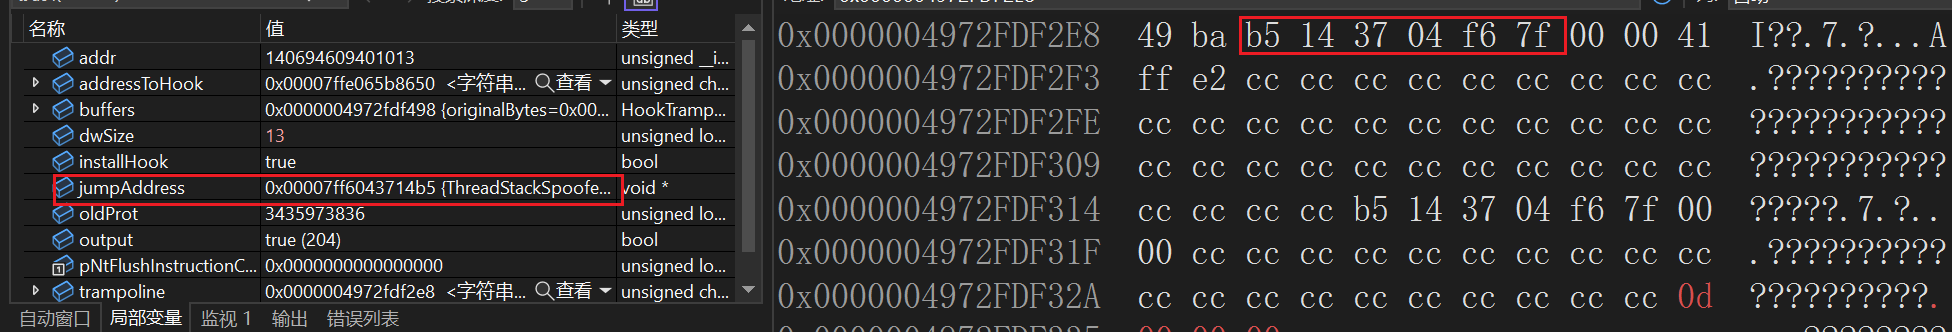 名称 值 类型
addr 140694609401013 unsigned __i...
addressToHook 0x00007ffe065b8650 <字符串... 查看 unsigned ch...
buffers 0x0000004972fdf498 {originalBytes=0x00... HookTramp...
dwSize 13 unsigned lo...
installHook true bool
jumpAddress 0x00007ff6043714b5 {ThreadStackSpoofe... void *
oldProt 3435973836 unsigned lo...
output true (204) bool
pNtFlushInstructionC... 0x0000000000000000 unsigned lo...
trampoline 0x0000004972fdf2e8 <字符串... 查看 unsigned ch...
自动窗口 局部变量 监视 1 输出 错误列表
0x0000004972FDF2E8 49 ba b5 14 37 04 f6 7f 00 00 41 I??.7.?...A
0x0000004972FDF2F3 ff e2 cc cc cc cc cc cc cc cc cc .??????????
0x0000004972FDF2FE cc cc cc cc cc cc cc cc cc cc cc ???????????
0x0000004972FDF309 cc cc cc cc cc cc cc cc cc cc cc ???????????
0x0000004972FDF314 cc cc cc cc b5 14 37 04 f6 7f 00 ?????.7.?..
0x0000004972FDF31F 00 cc cc cc cc cc cc cc cc cc cc .??????????
0x0000004972FDF32A cc cc cc cc cc cc cc cc cc cc 0d ??????????.